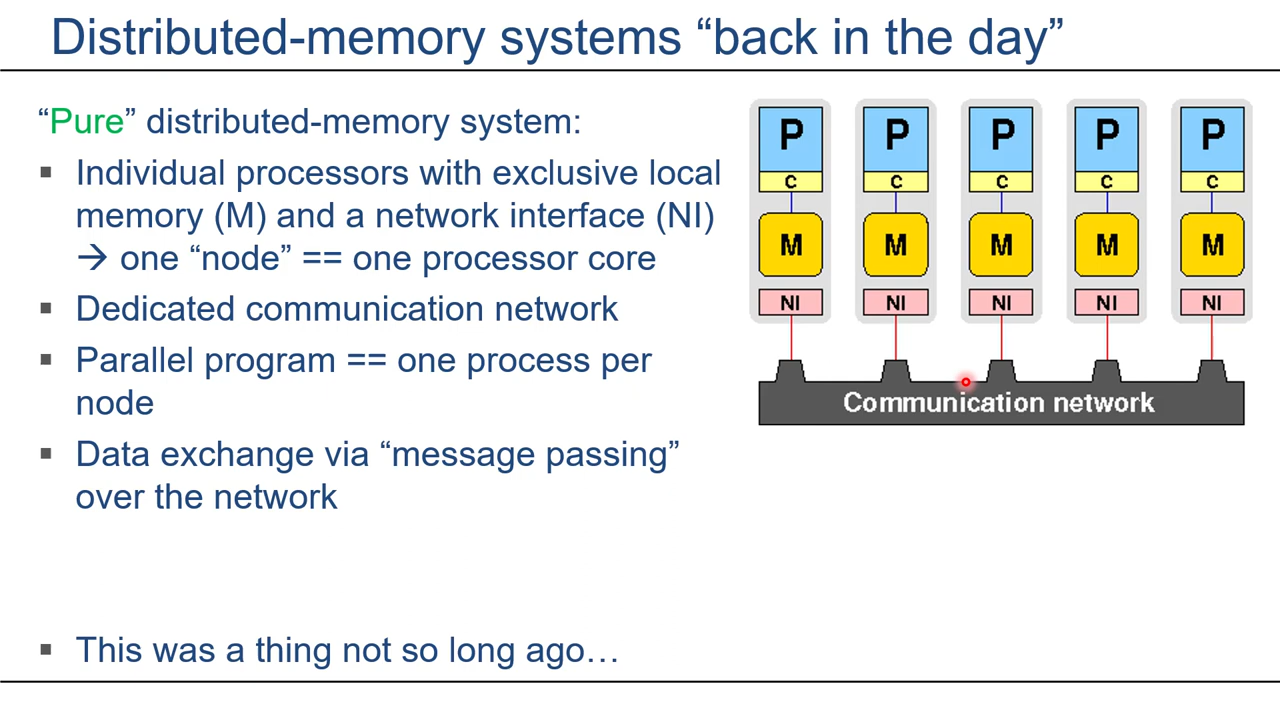 Distributed-memory systems “back in the day”
“Pure” distributed-memory system:
▪ Individual processors with exclusive local
memory (M) and a network interface (NI)
→ one “node” == one processor core
▪ Dedicated communication network
▪ Parallel program == one process per
node
▪ Data exchange via “message passing”
over the network
▪ This was a thing not so long ago…
P P P P P
C C C C C
M M M M M
NI NI NI NI NI
Communication network